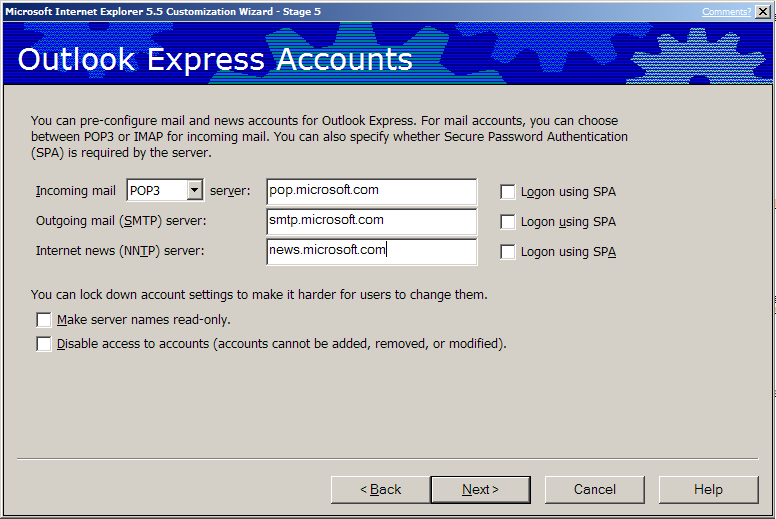 Microsoft Internet Explorer 5.5 Customization Wizard - Stage 5 Comments?
Outlook Express Accounts
You can pre-configure mail and news accounts for Outlook Express. For mail accounts, you can choose
between POP3 or IMAP for incoming mail. You can also specify whether Secure Password Authentication
(SPA) is required by the server.
Incoming mail POP3 server: pop.microsoft.com Logon using SPA
Outgoing mail (SMTP) server: smtp.microsoft.com Logon using SPA
Internet news (NNTP) server: news.microsoft.com Logon using SPA
You can lock down account settings to make it harder for users to change them.
Make server names read-only.
Disable access to accounts (accounts cannot be added, removed, or modified).
< Back Next > Cancel Help